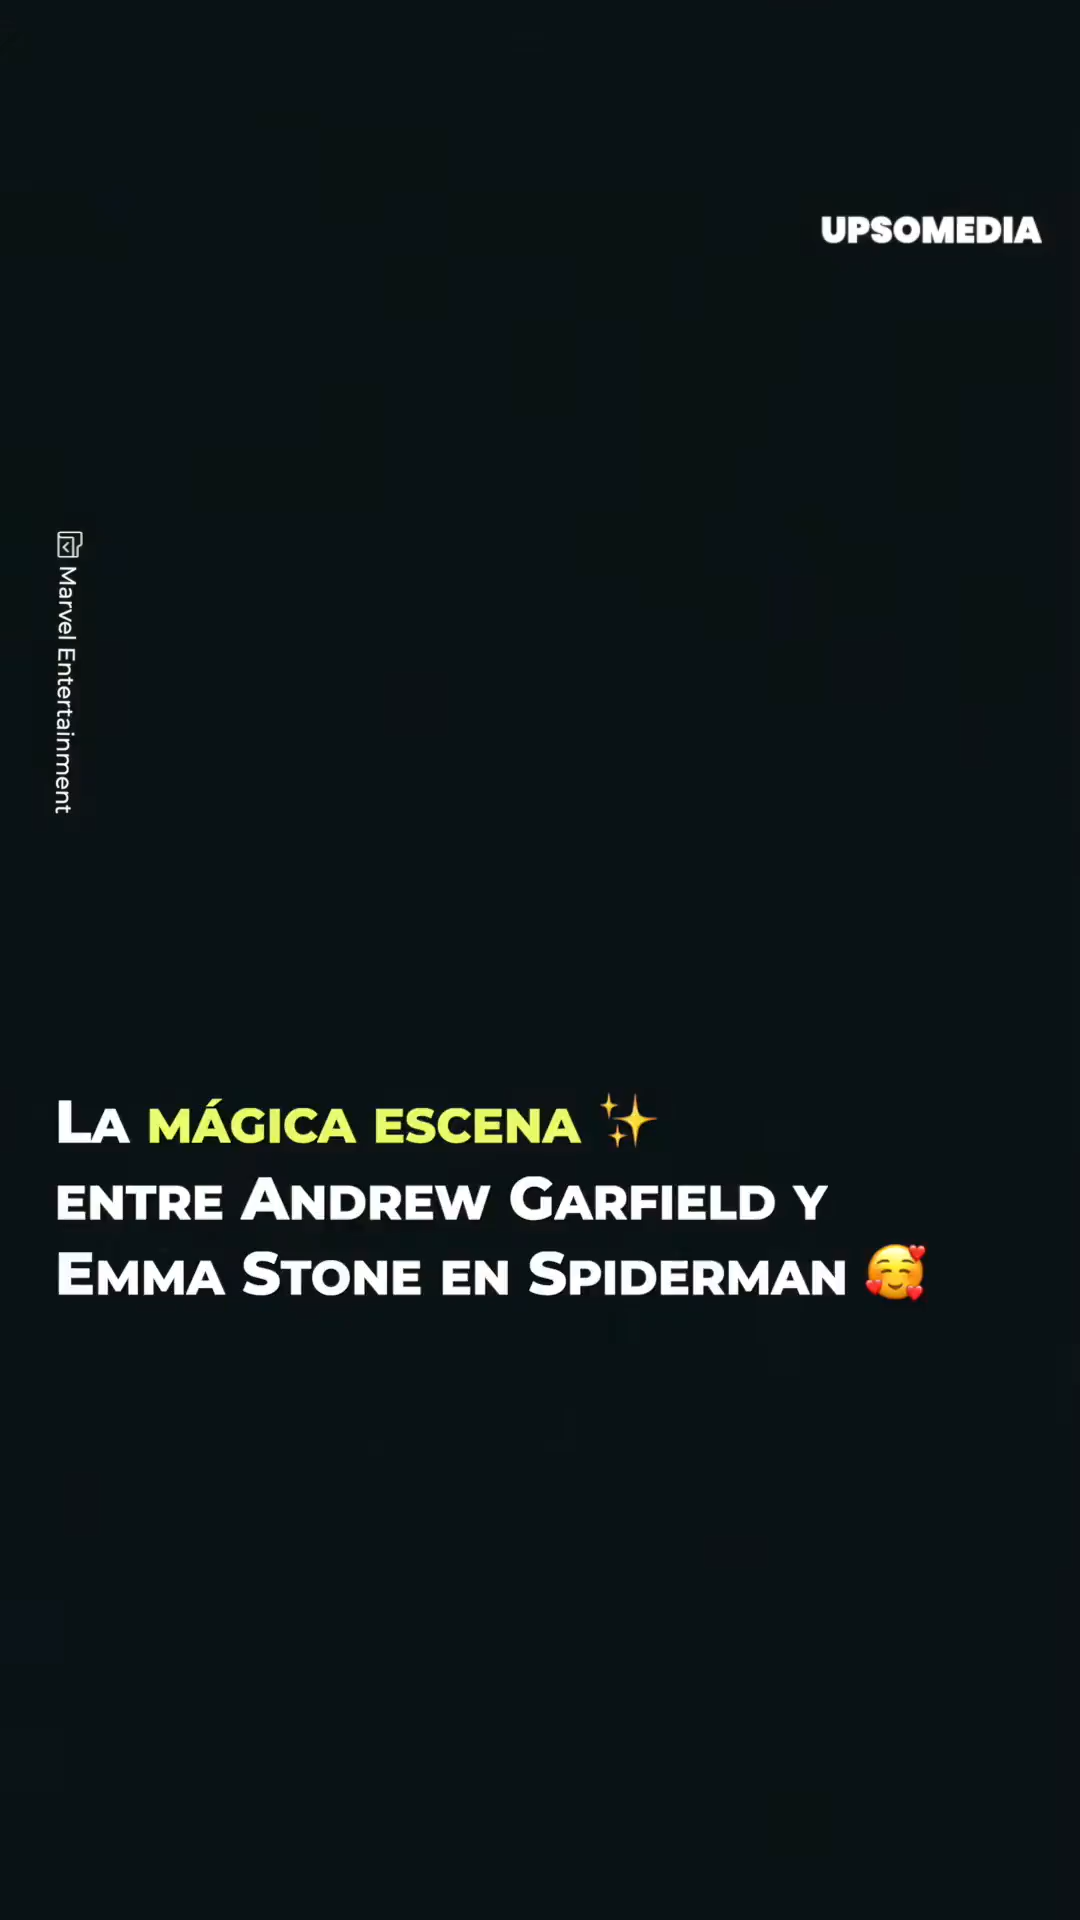 UPSOMEDIA
Marvel Entertainment
La mágica escena ✨
entre Andrew Garfield y
Emma Stone en Spiderman 🥰